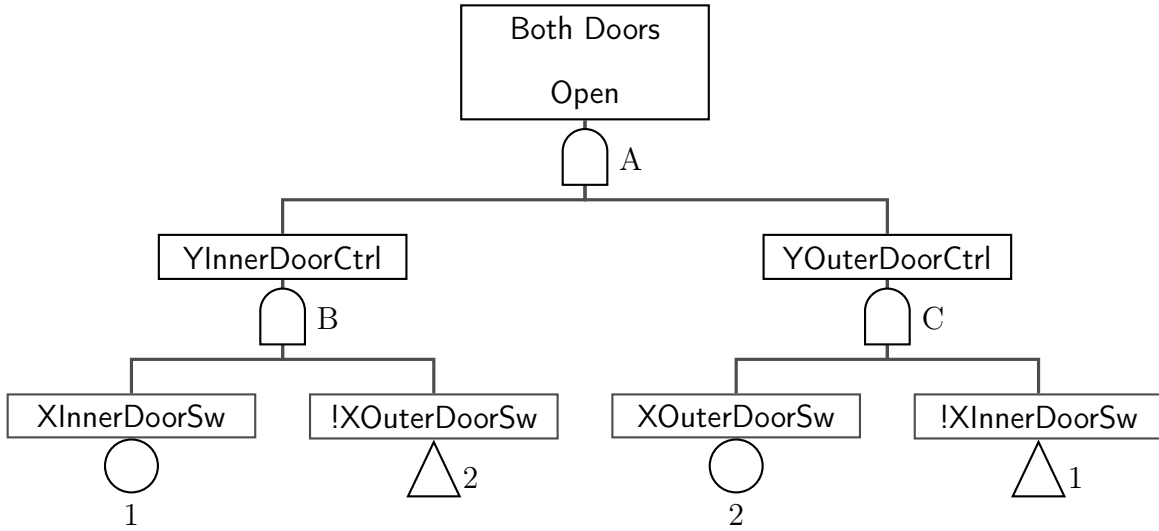 Both Doors
Open
A
YInnerDoorCtrl
YOuterDoorCtrl
B
C
XInnerDoorSw
!XOuterDoorSw
XOuterDoorSw
!XInnerDoorSw
2
1
1
2